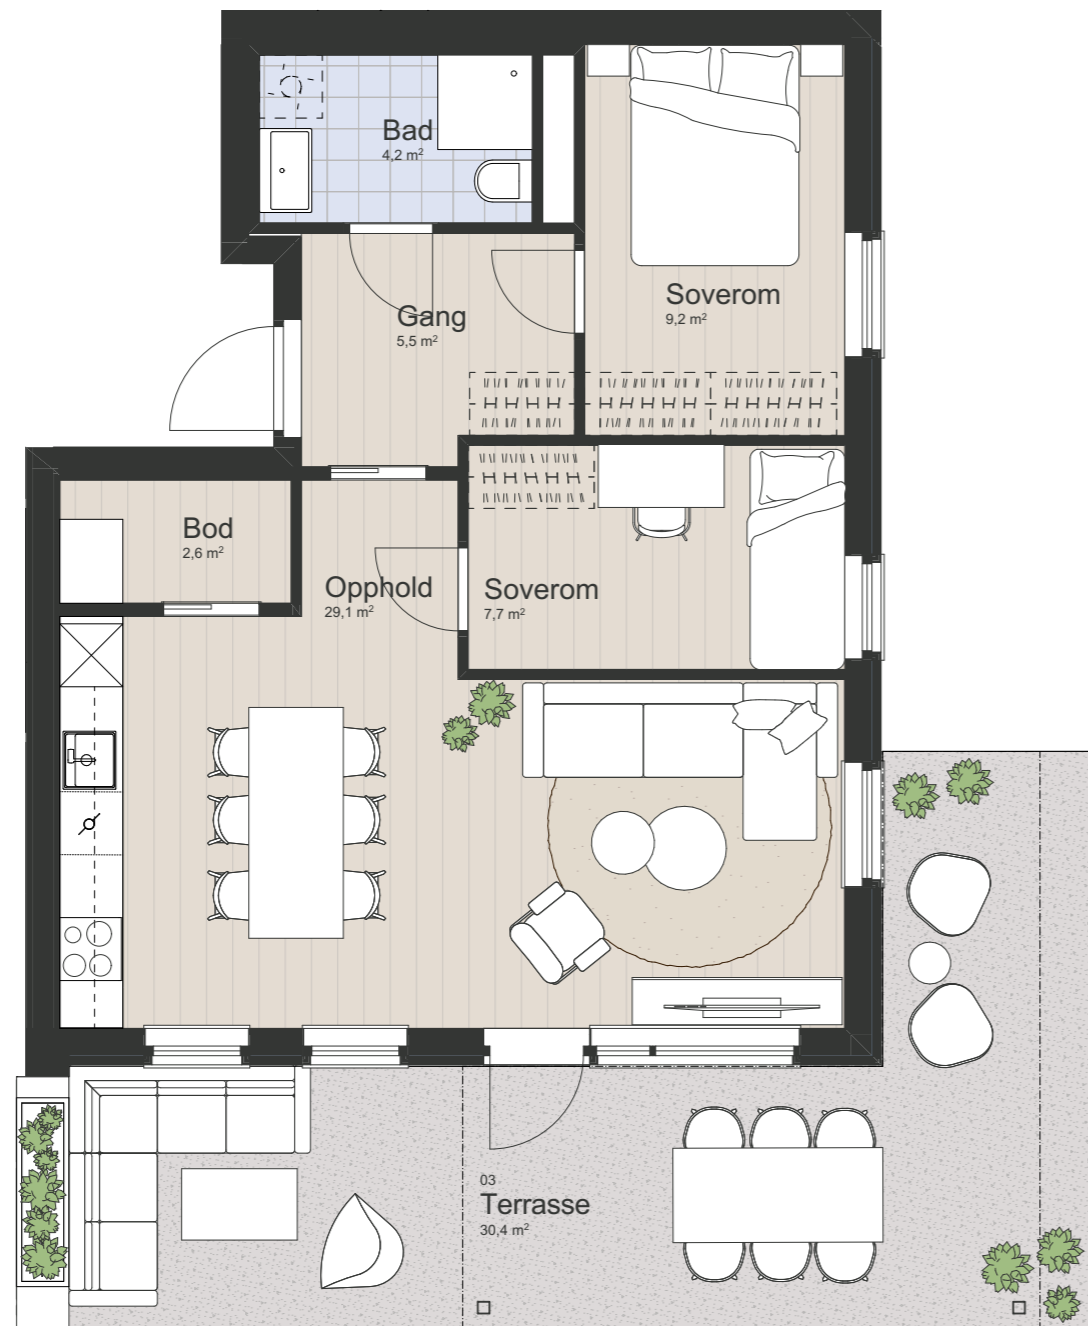 Bad
4,2 m²
Soverom
9,2 m²
Gang
5,5 m²
Bod
2,6 m²
Opphold
29,1 m²
Soverom
7,7 m²
03
Terrasse
30,4 m²